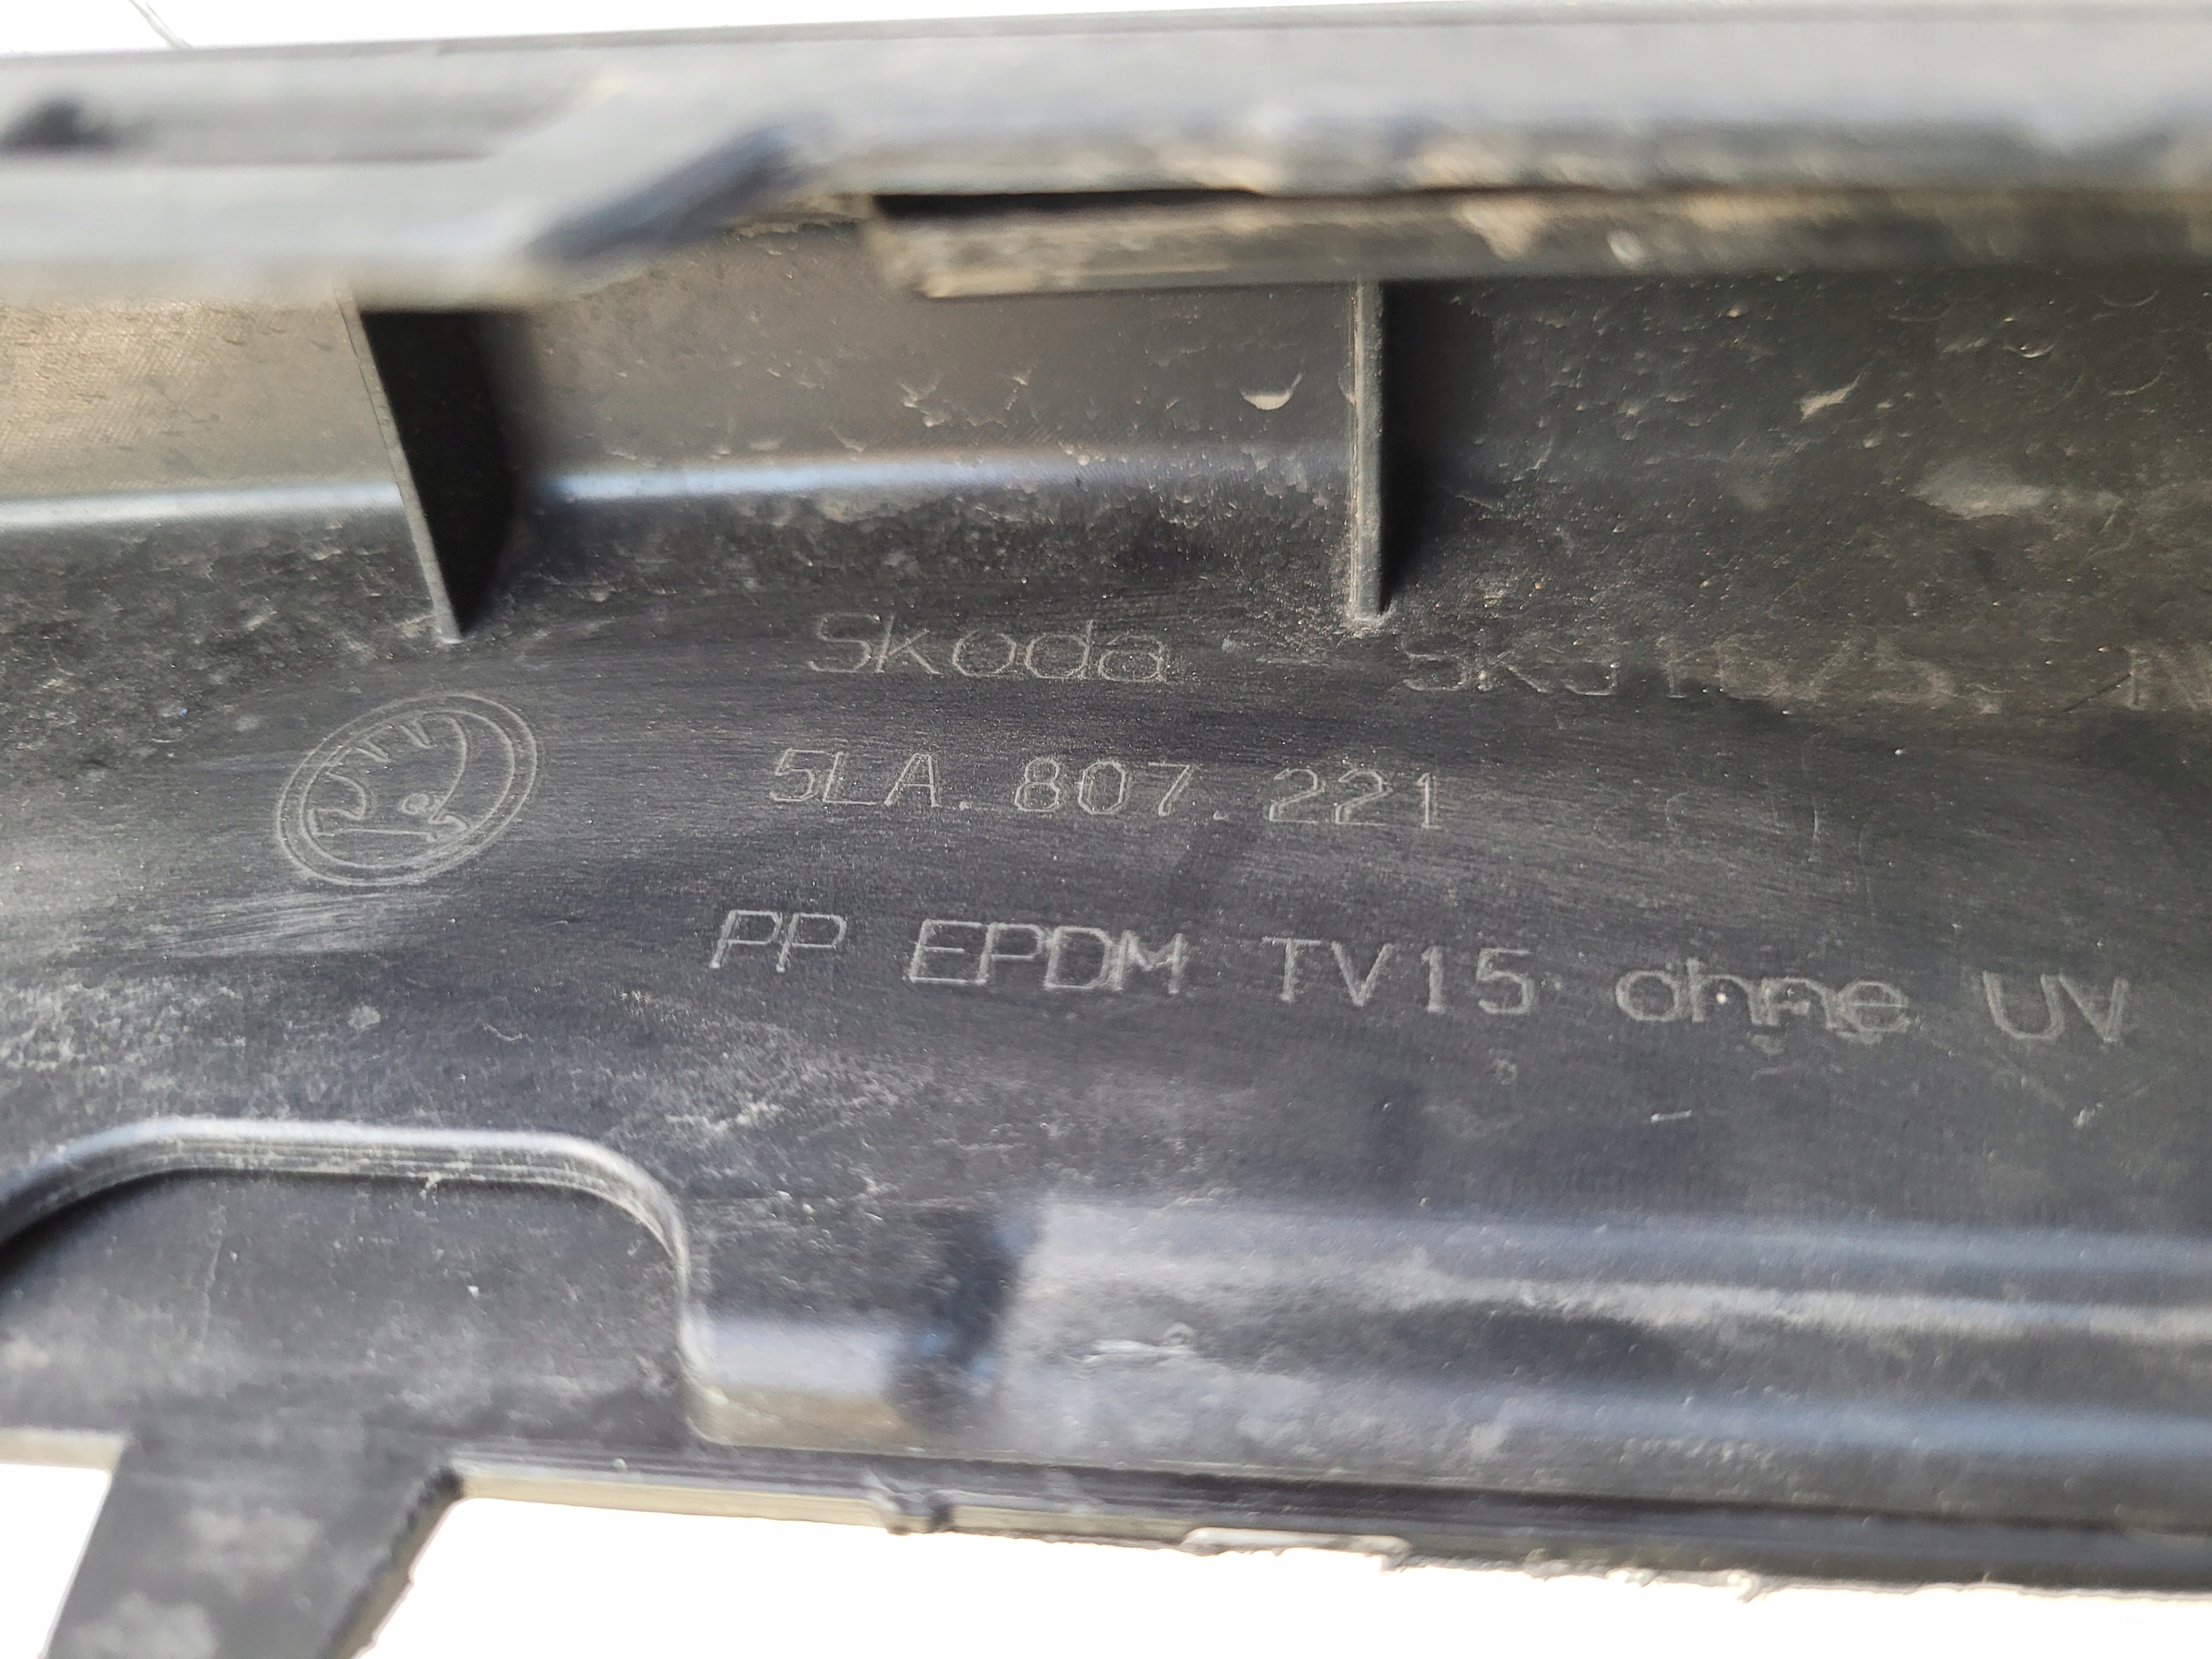 Skoda
5LA.807.221
PP EPDM TV15 ohne UV